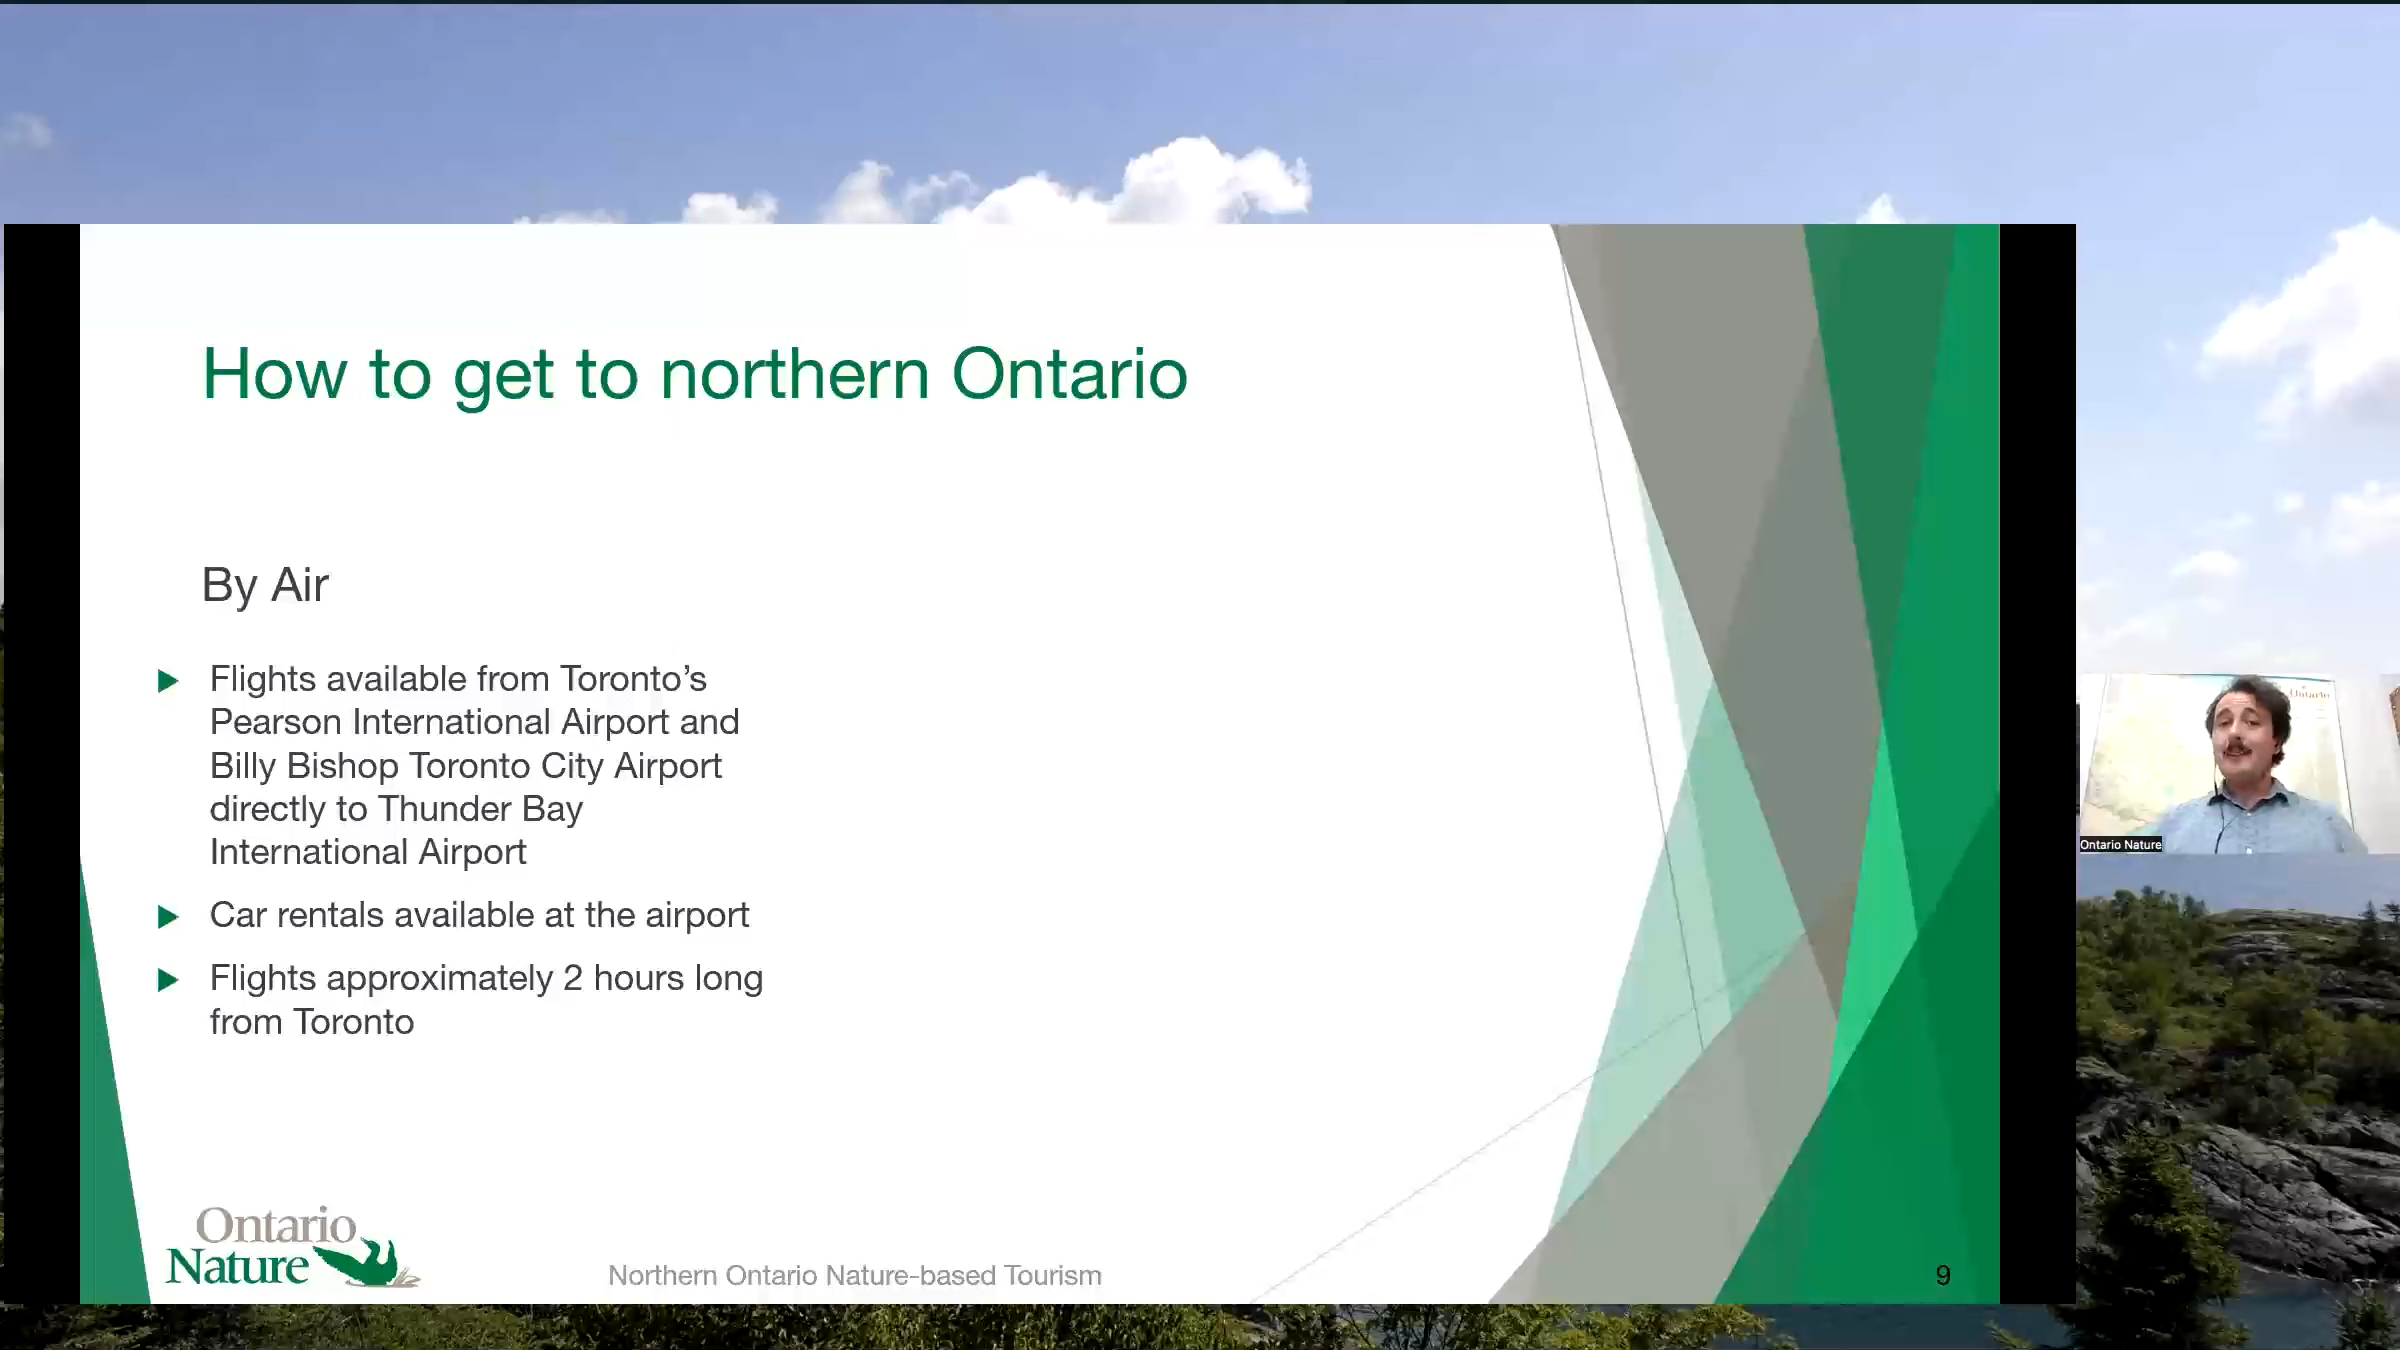 How to get to northern Ontario
By Air
Flights available from Toronto’s
Pearson International Airport and
Billy Bishop Toronto City Airport
directly to Thunder Bay
International Airport
Car rentals available at the airport
Flights approximately 2 hours long
from Toronto
Ontario
Nature
Northern Ontario Nature-based Tourism
9
Ontario
Ontario Nature